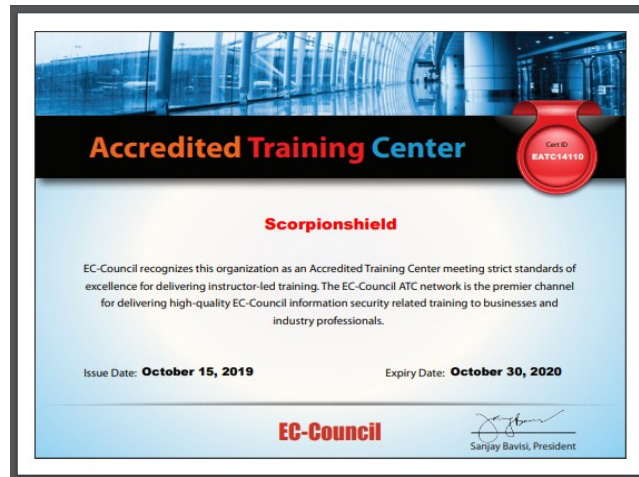 Accredited Training Center
Cert ID
EATC14110
Scorpionshield
EC-Council recognizes this organization as an Accredited Training Center meeting strict standards of
excellence for delivering instructor-led training. The EC-Council ATC network is the premier channel
for delivering high-quality EC-Council information security related training to businesses and
industry professionals.
Issue Date: October 15, 2019
Expiry Date: October 30, 2020
EC-Council
Sanjay Bavisi, President